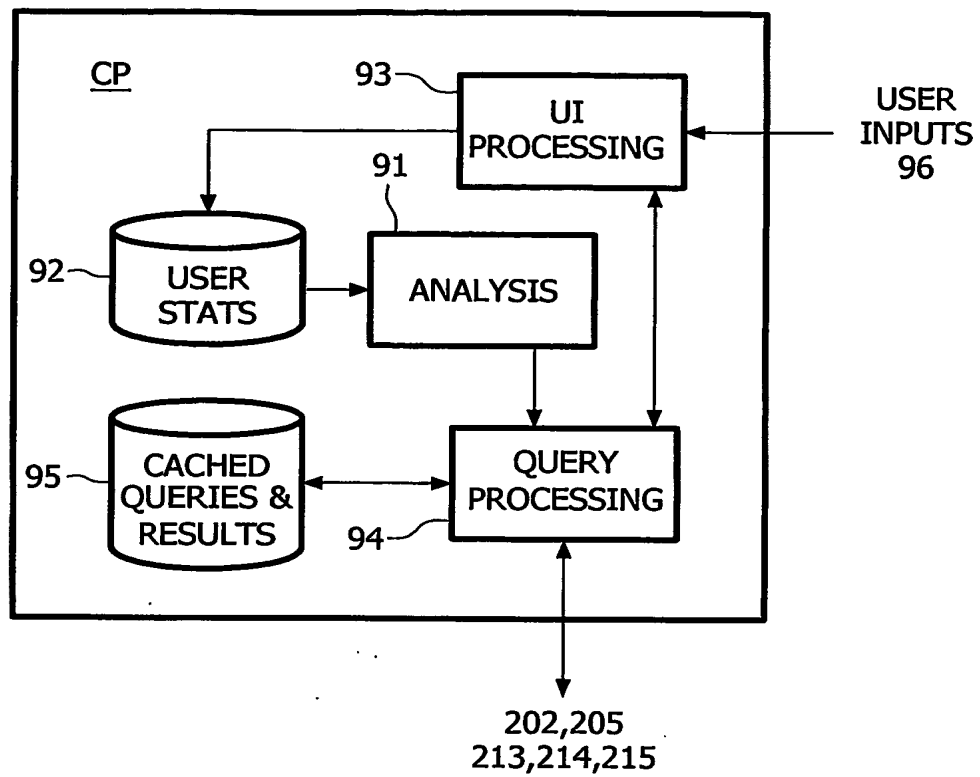 CP
93
UI
PROCESSING
USER
INPUTS
96
91
92
USER
STATS
ANALYSIS
95
CACHED
QUERIES &
RESULTS
QUERY
PROCESSING
94
202,205
213,214,215